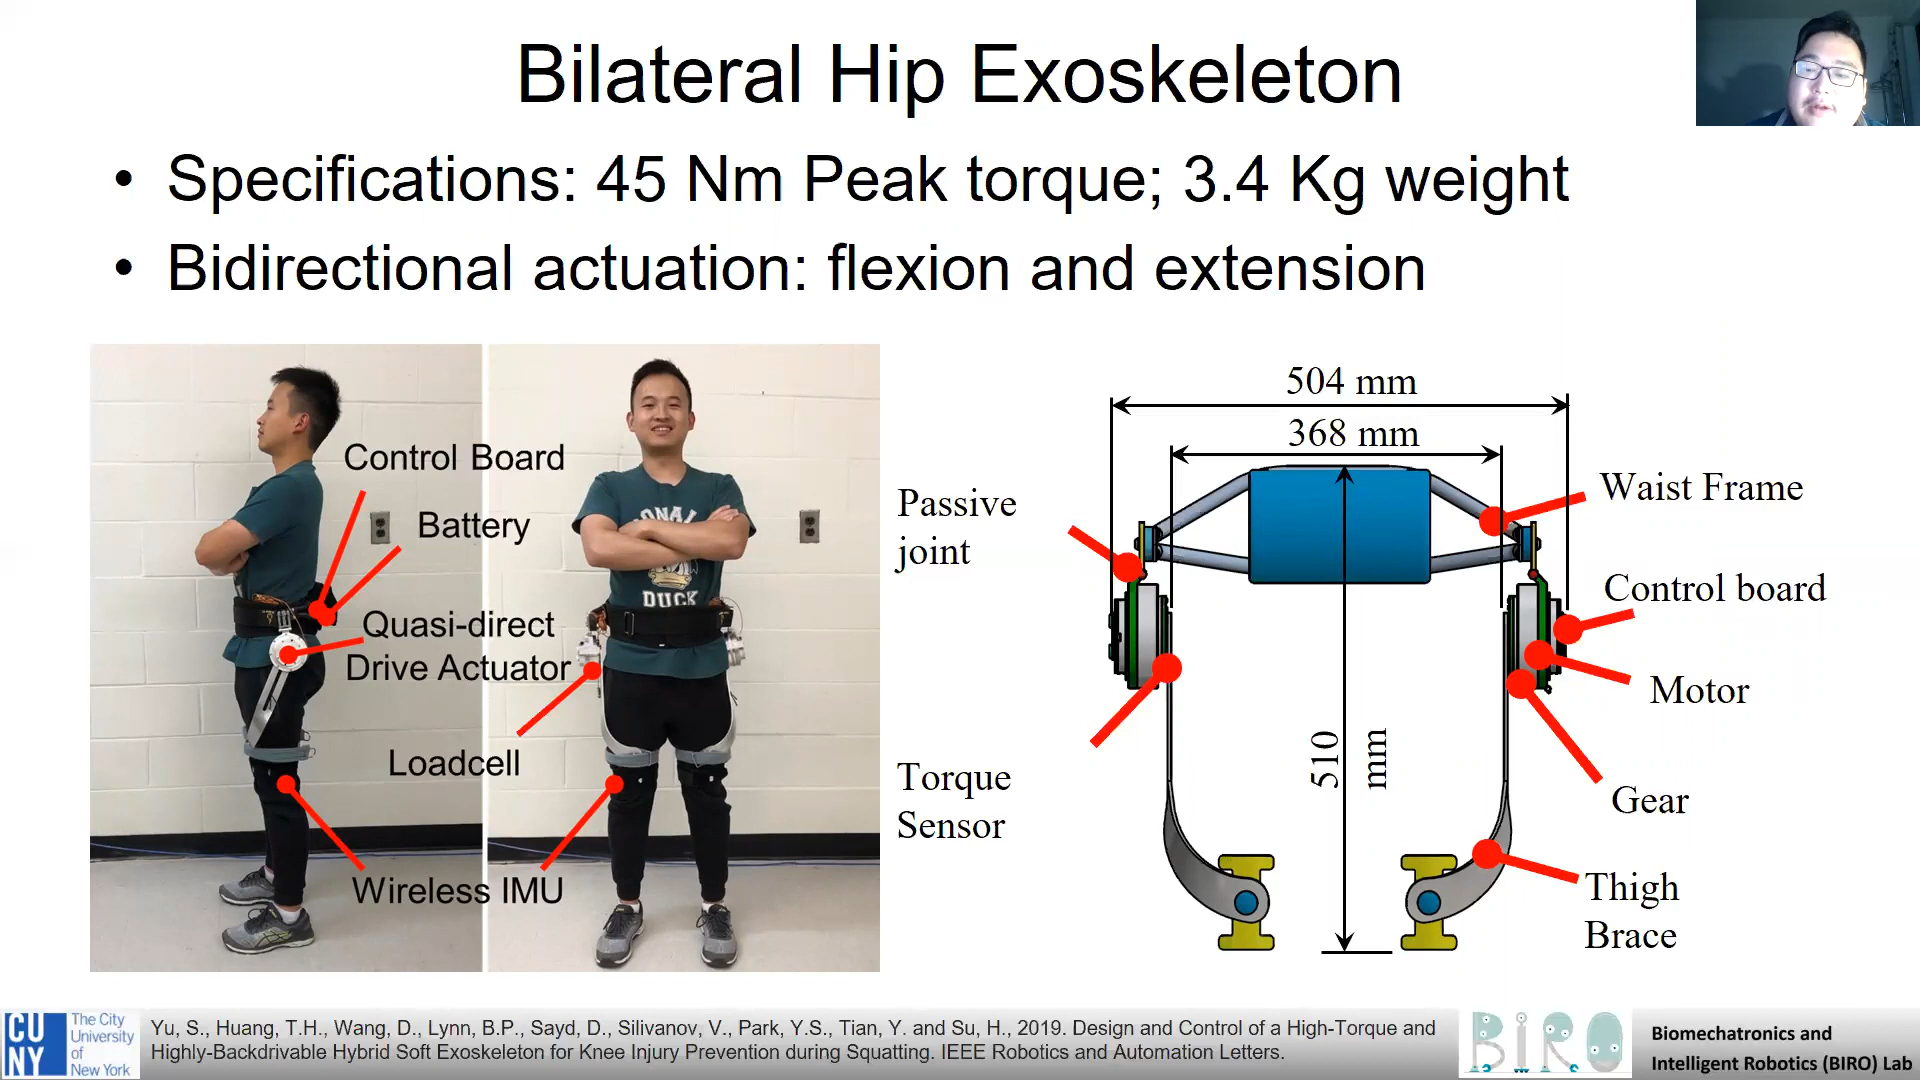 Bilateral Hip Exoskeleton
• Specifications: 45 Nm Peak torque; 3.4 Kg weight
• Bidirectional actuation: flexion and extension
Control Board
Battery
Quasi-direct
Drive Actuator
Loadcell
Wireless IMU
ONAL
DUCK
504 mm
368 mm
510
mm
Passive
joint
Torque
Sensor
Waist Frame
Control board
Motor
Gear
Thigh
Brace
CU
NY
The City
University
of
New York
Yu, S., Huang, T.H., Wang, D., Lynn, B.P., Sayd, D., Silivanov, V., Park, Y.S., Tian, Y. and Su, H., 2019. Design and Control of a High-Torque and
Highly-Backdrivable Hybrid Soft Exoskeleton for Knee Injury Prevention during Squatting. IEEE Robotics and Automation Letters.
BiRO
Biomechatronics and
Intelligent Robotics (BIRO) Lab